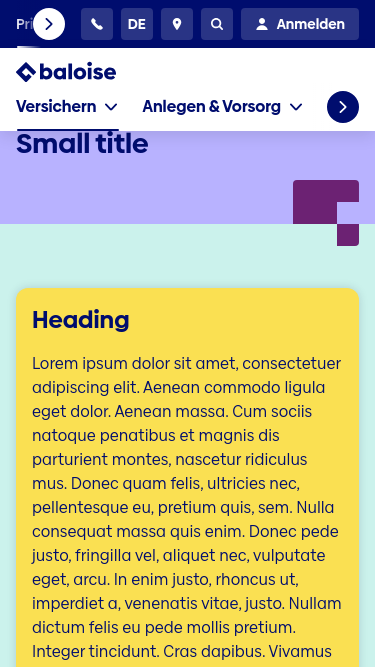 Pri
DE
Anmelden
baloise
Versichern
Anlegen & Vorsorg
Small title
Heading
Lorem ipsum dolor sit amet, consectetuer
adipiscing elit. Aenean commodo ligula
eget dolor. Aenean massa. Cum sociis
natoque penatibus et magnis dis
parturient montes, nascetur ridiculus
mus. Donec quam felis, ultricies nec,
pellentesque eu, pretium quis, sem. Nulla
consequat massa quis enim. Donec pede
justo, fringilla vel, aliquet nec, vulputate
eget, arcu. In enim justo, rhoncus ut,
imperdiet a, venenatis vitae, justo. Nullam
dictum felis eu pede mollis pretium.
Integer tincidunt. Cras dapibus. Vivamus